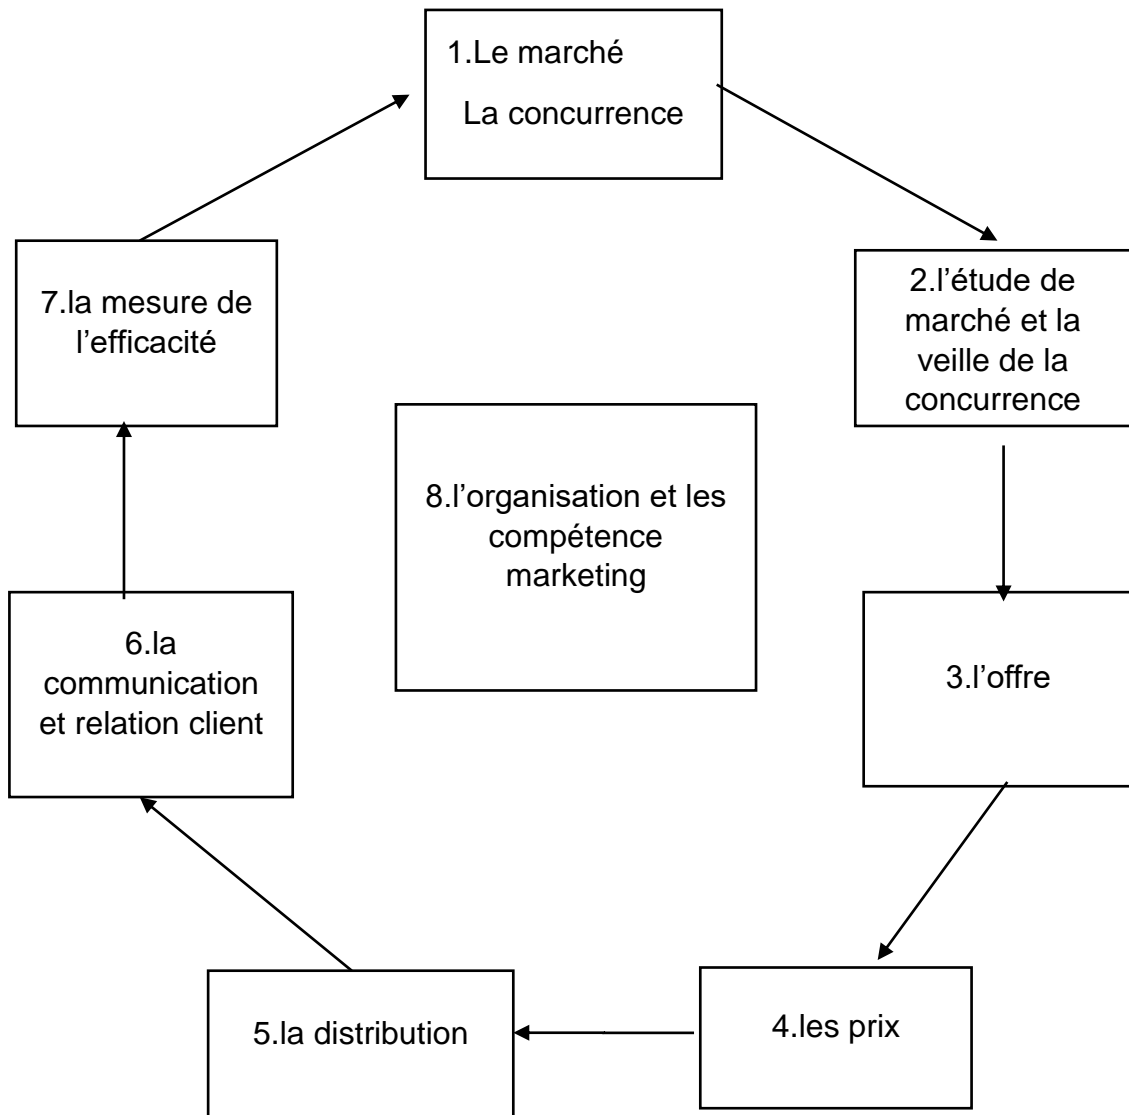 1.Le marché
La concurrence
2.l’étude de
marché et la
veille de la
concurrence
3.l’offre
4.les prix
5.la distribution
6.la
communication
et relation client
7.la mesure de
l’efficacité
8.l’organisation et les
compétence
marketing